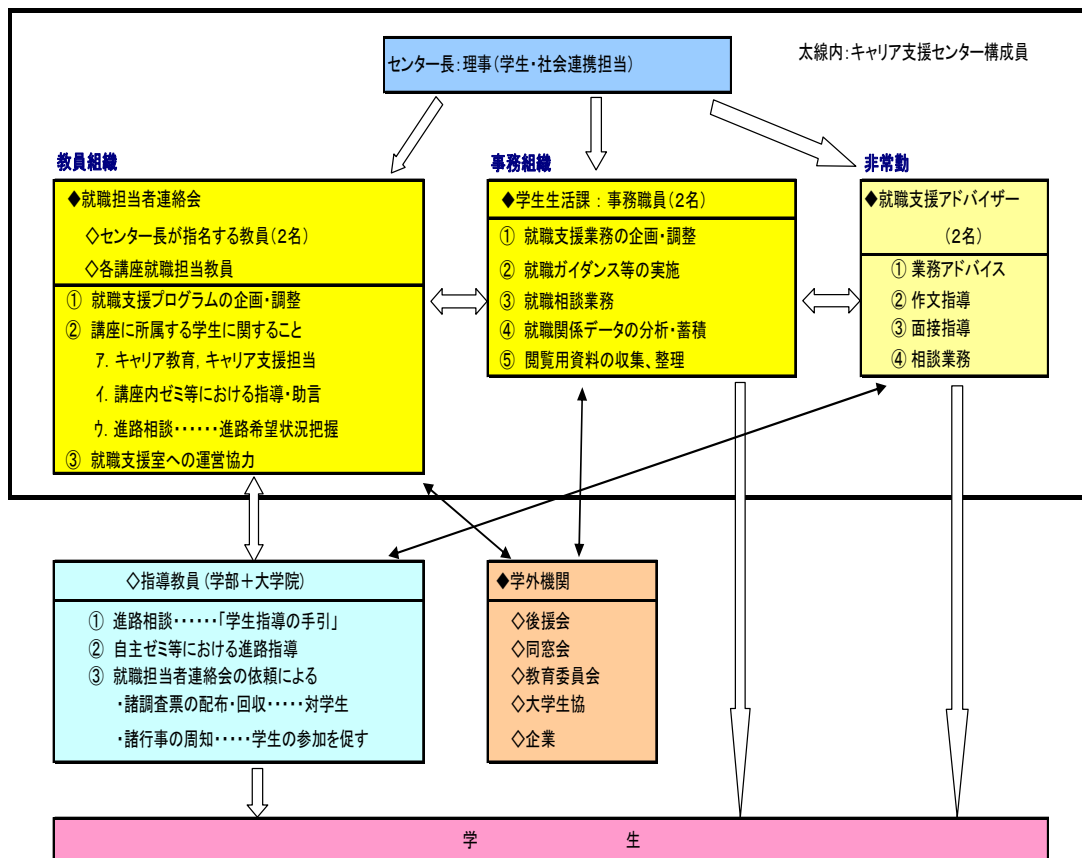 センター長:理事(学生・社会連携担当)
太線内:キャリア支援センター構成員
教員組織
◆就職担当者連絡会
◇センター長が指名する教員(2名)
◇各講座就職担当教員
① 就職支援プログラムの企画・調整
② 講座に所属する学生に関すること
ア. キャリア教育, キャリア支援担当
イ. 講座内ゼミ等における指導・助言
ウ. 進路相談‥‥‥進路希望状況把握
③ 就職支援室への運営協力
事務組織
◆学生生活課:事務職員(2名)
① 就職支援業務の企画・調整
② 就職ガイダンス等の実施
③ 就職相談業務
④ 就職関係データの分析・蓄積
⑤ 閲覧用資料の収集、整理
非常勤
◆就職支援アドバイザー
(2名)
① 業務アドバイス
② 作文指導
③ 面接指導
④ 相談業務
◇指導教員(学部+大学院)
① 進路相談‥‥‥「学生指導の手引」
② 自主ゼミ等における進路指導
③ 就職担当者連絡会の依頼による
・諸調査票の配布・回収‥‥・対学生
・諸行事の周知‥‥・学生の参加を促す
◆学外機関
◇後援会
◇同窓会
◇教育委員会
◇大学生協
◇企業
学 生